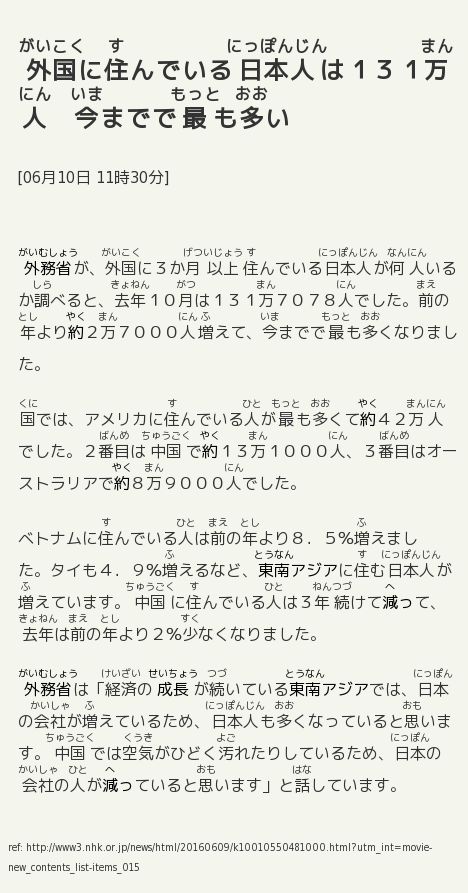 がいこく す にっぽんじん まん
外国に住んでいる日本人は１３１万
にん いま もっと おお
人 今までで最も多い
[06月10日 11時30分]
がいむしょう がいこく げついじょう す にっぽんじん なんにん
外務省が、外国に３か月以上住んでいる日本人が何人いる
しら きょねん がつ まん にん まえ
か調べると、去年１０月は１３１万７０７８人でした。前の
とし やく まん にん ふ いま もっと おお
年より約２万７０００人増えて、今までで最も多くなりまし
た。
くに す ひと もっと おお やく まんにん
国では、アメリカに住んでいる人が最も多くて約４２万人
ばんめ ちゅうごく やく まん にん ばんめ
でした。２番目は中国で約１３万１０００人、３番目はオー
やく まん にん
ストラリアで約８万９０００人でした。
す ひと まえ とし ふ
ベトナムに住んでいる人は前の年より８．５％増えまし
ふ とうなん す にっぽんじん
た。タイも４．９％増えるなど、東南アジアに住む日本人が
ふ ちゅうごく す ひと ねんつづ へ
増えています。中国に住んでいる人は３年続けて減って、
きょねん まえ とし すく
去年は前の年より２％少なくなりました。
がいむしょう けいざい せいちょう つづ とうなん にっぽん
外務省は「経済の成長が続いている東南アジアでは、日本
かいしゃ ふ にっぽんじん おお おも
の会社が増えているため、日本人も多くなっていると思いま
ちゅうごく くうき よご にっぽん
す。中国では空気がひどく汚れたりしているため、日本の
かいしゃ ひと へ おも はな
会社の人が減っていると思います」と話しています。
ref: http://www3.nhk.or.jp/news/html/20160609/k10010550481000.html?utm_int=movie-
new_contents_list-items_015